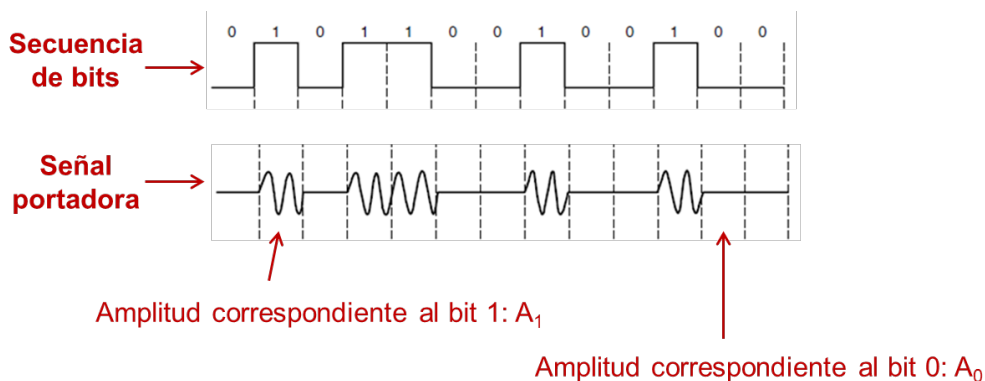 0 1 0 1 1 0 0 1 0 0 1 0 0
Secuencia
de bits
Señal
portadora
Amplitud correspondiente al bit 1: A₁
Amplitud correspondiente al bit 0: A₀